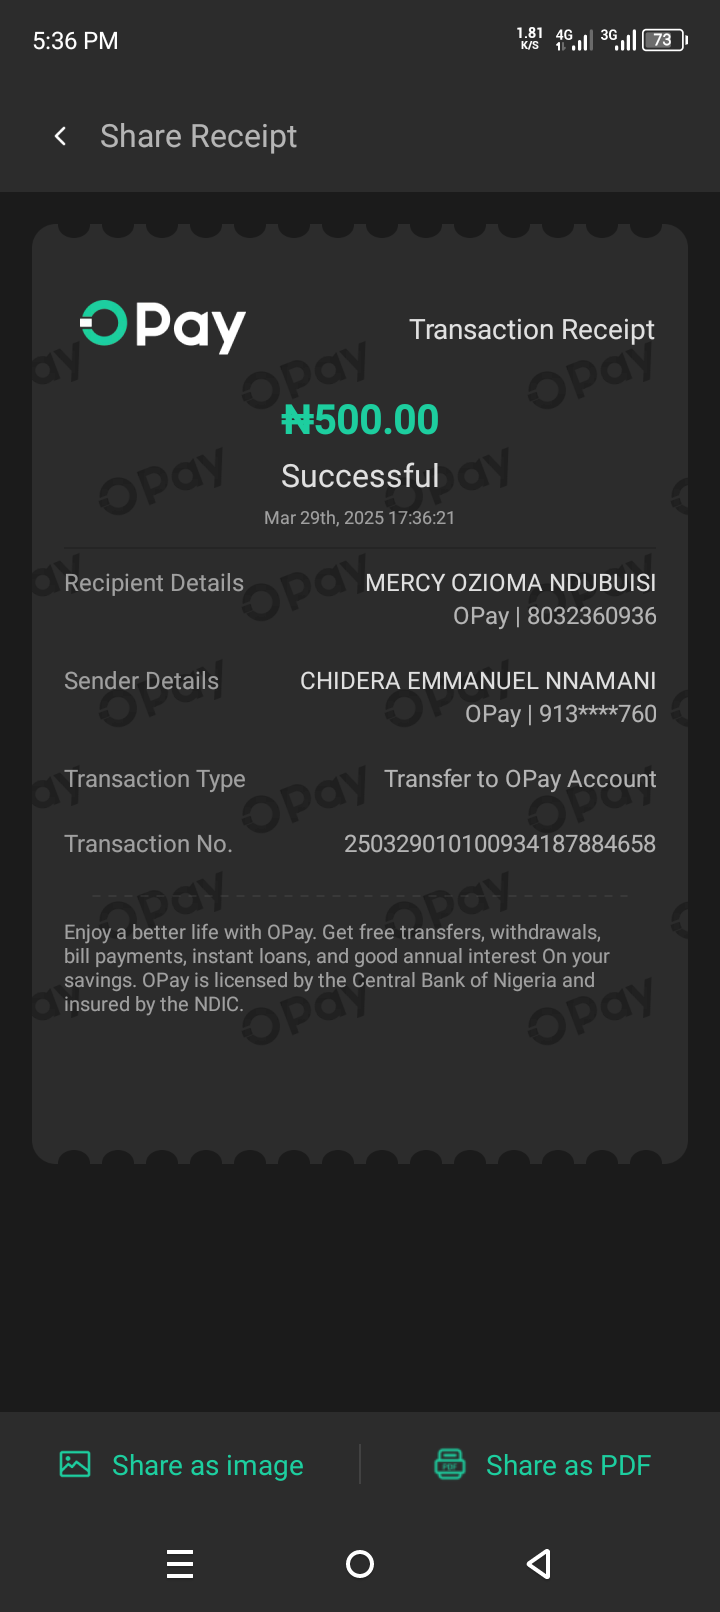 5:36 PM 1.81 K/S 4G 3G 73
Share Receipt
OPay Transaction Receipt
₦500.00
Successful
Mar 29th, 2025 17:36:21
Recipient Details MERCY OZIOMA NDUBUISI
OPay | 8032360936
Sender Details CHIDERA EMMANUEL NNAMANI
OPay | 913****760
Transaction Type Transfer to OPay Account
Transaction No. 250329010100934187884658
Enjoy a better life with OPay. Get free transfers, withdrawals,
bill payments, instant loans, and good annual interest On your
savings. OPay is licensed by the Central Bank of Nigeria and
insured by the NDIC.
Share as image PDF Share as PDF